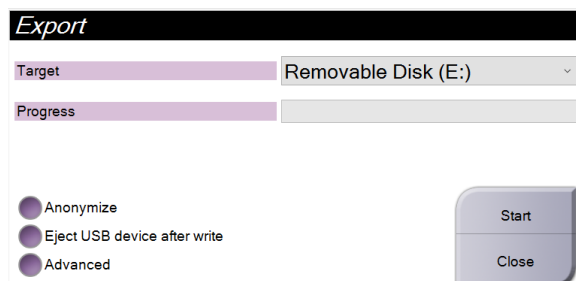 Export
Target
Removable Disk (E:)
Progress
Anonymize
Eject USB device after write
Advanced
Start
Close